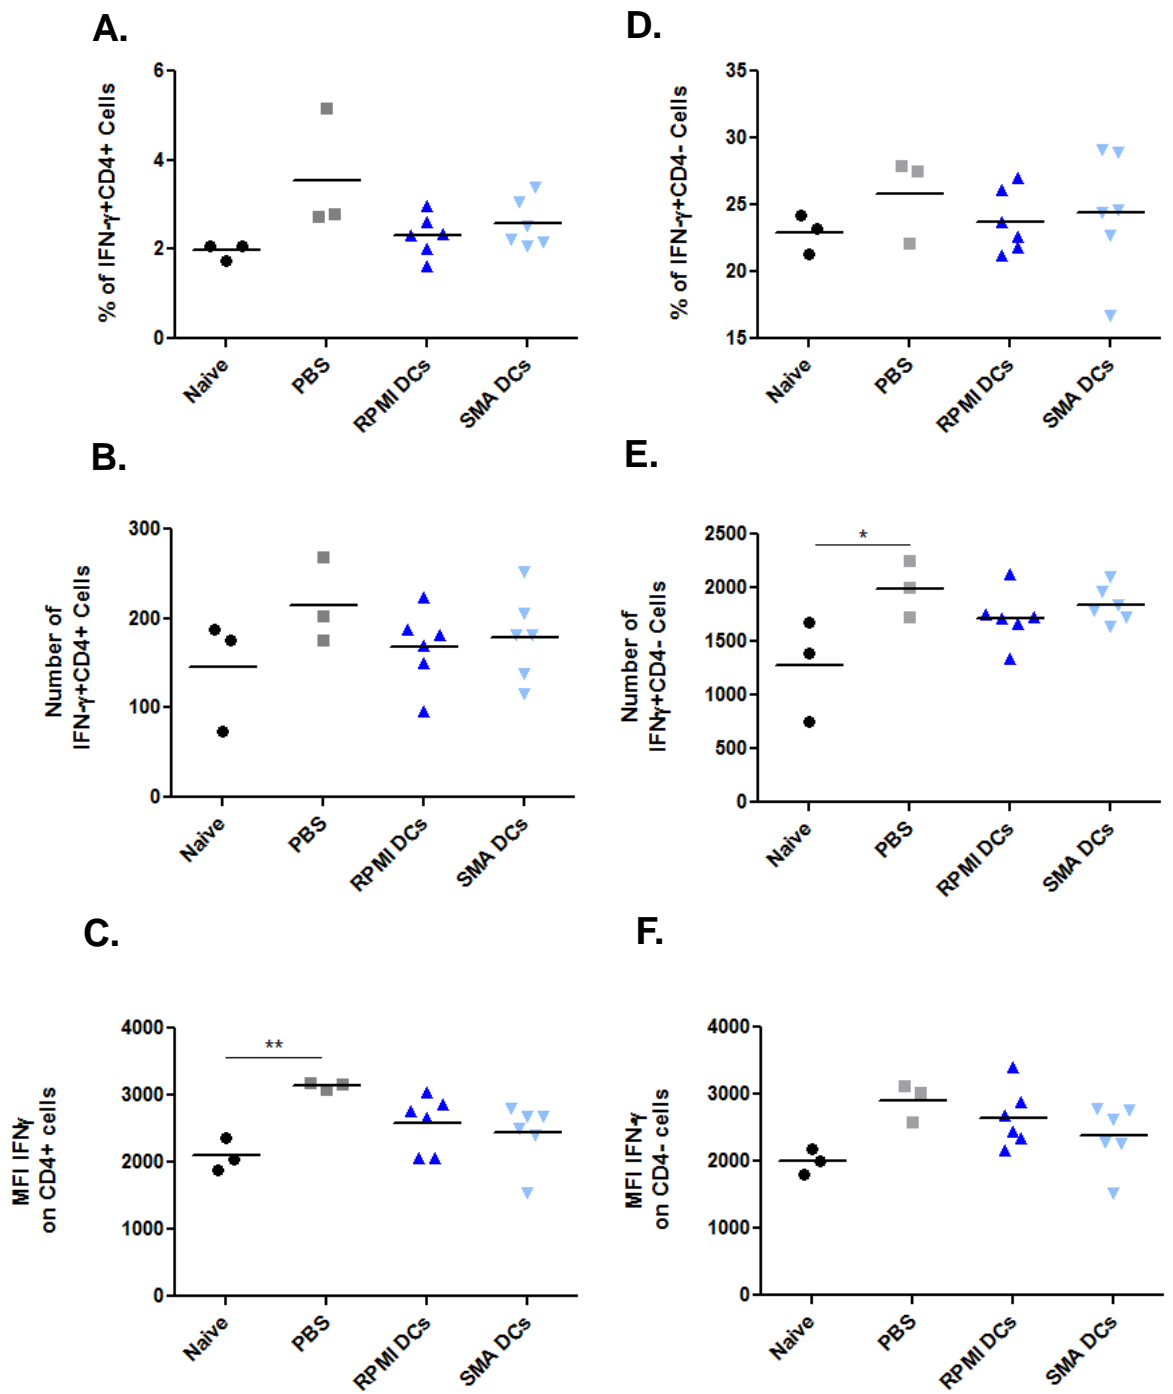 A.
% of IFN-γ+CD4+ Cells
6
4
2
0
Naive
PBS
RPMI DCs
SMA DCs
D.
% of IFN-γ+CD4- Cells
35
30
25
20
15
Naive
PBS
RPMI DCs
SMA DCs
B.
Number of
IFN-γ+CD4+ Cells
300
200
100
0
Naive
PBS
RPMI DCs
SMA DCs
E.
Number of
IFNγ+CD4- Cells
2500
2000
1500
1000
500
0
*
Naive
PBS
RPMI DCs
SMA DCs
C.
MFI IFNγ
on CD4+ cells
4000
3000
2000
1000
0
**
Naive
PBS
RPMI DCs
SMA DCs
F.
MFI IFN-γ
on CD4- cells
4000
3000
2000
1000
0
Naive
PBS
RPMI DCs
SMA DCs